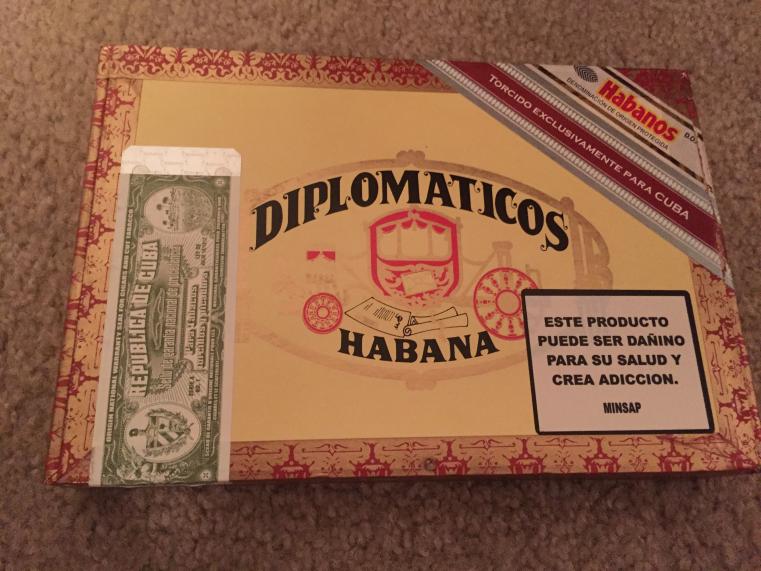 Habanos
DENOMINACIÓN DE ORIGEN PROTEGIDA
D.O.
TORCIDO EXCLUSIVAMENTE PARA CUBA
DIPLOMATICOS
HABANA
REPUBLICA DE CUBA
ESTE PRODUCTO
PUEDE SER DAÑINO
PARA SU SALUD Y
CREA ADICCION.
MINSAP